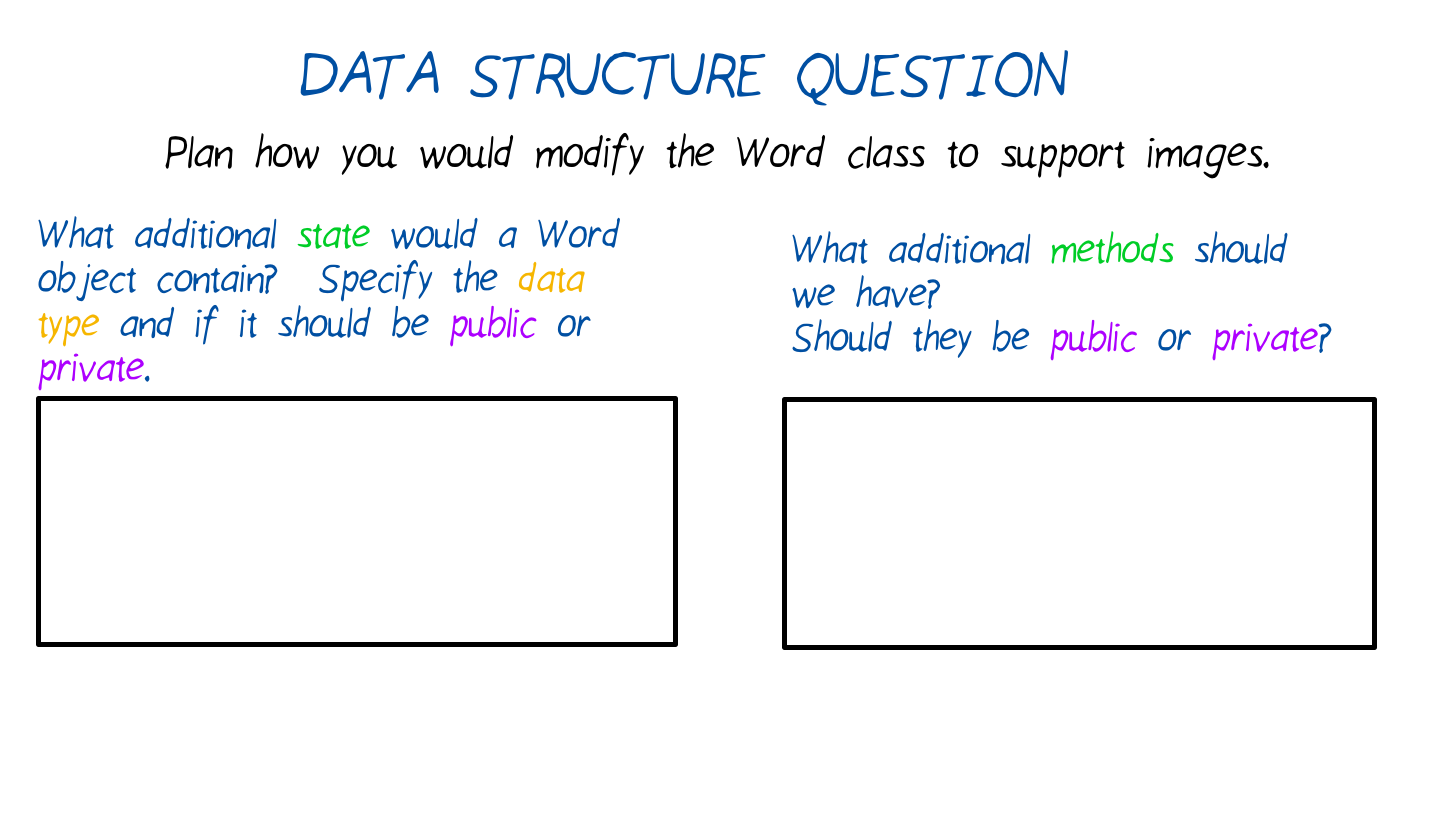 DATA STRUCTURE QUESTION
Plan how you would modify the Word class to support images.
What additional state would a Word
object contain? Specify the data
type and if it should be public or
private.
What additional methods should
we have?
Should they be public or private?